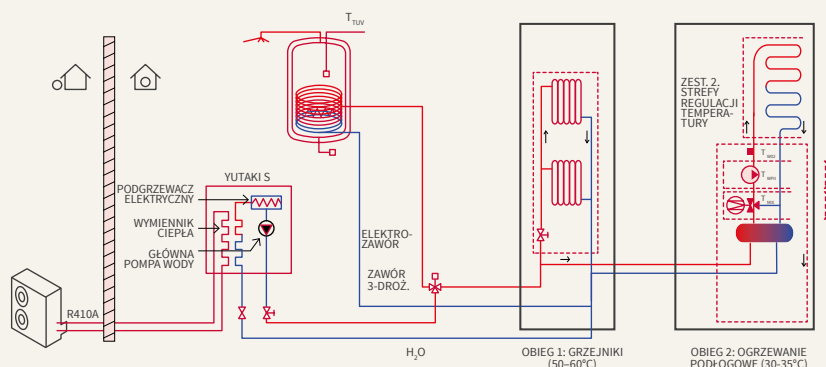 T TUV
ZEST. 2.
STREFY
REGULACJI
TEMPERA-
TURY
YUTAKI S
PODGRZEWACZ
ELEKTRYCZNY
WYMIENNIK
CIEPŁA
GŁÓWNA
POMPA WODY
ELEKTRO-
ZAWÓR
ZAWÓR
3-DROŻ.
R410A
H2O
OBIEG 1: GRZEJNIKI
(50–60°C)
OBIEG 2: OGRZEWANIE
PODŁOGOWE (30-35°C)